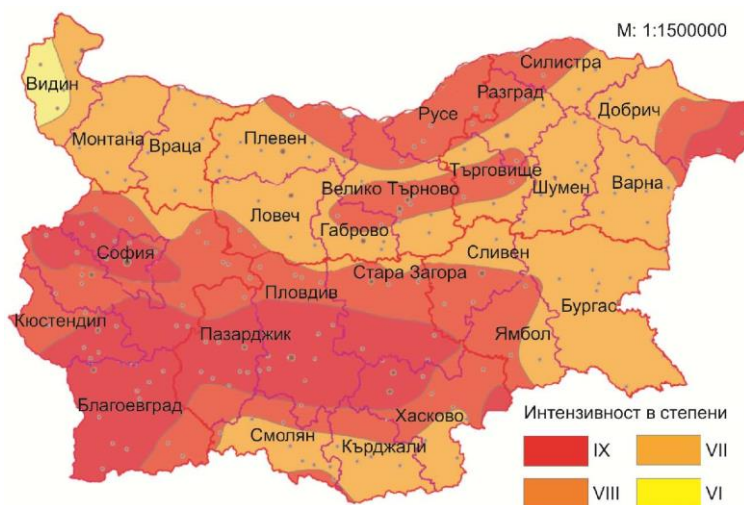 М: 1:1500000
Силистра
Видин
Разград
Русе
Добрич
Монтана
Враца
Плевен
Търговище
Велико Търново
Шумен
Варна
Ловеч
Габрово
София
Сливен
Стара Загора
Пловдив
Бургас
Кюстендил
Пазарджик
Ямбол
Благоевград
Хасково
Интензивност в степени
Смолян
Кърджали
IX
VII
VIII
VI